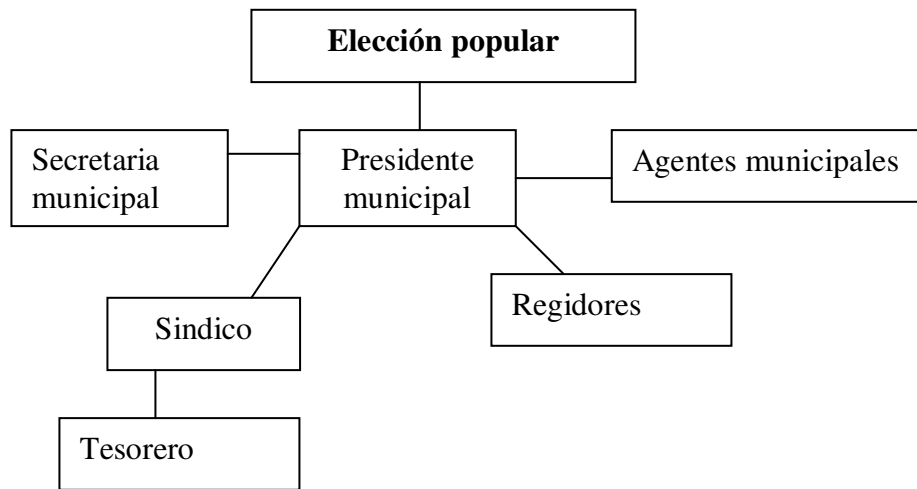 Elección popular
Secretaria
municipal
Presidente
municipal
Agentes municipales
Sindico
Regidores
Tesorero